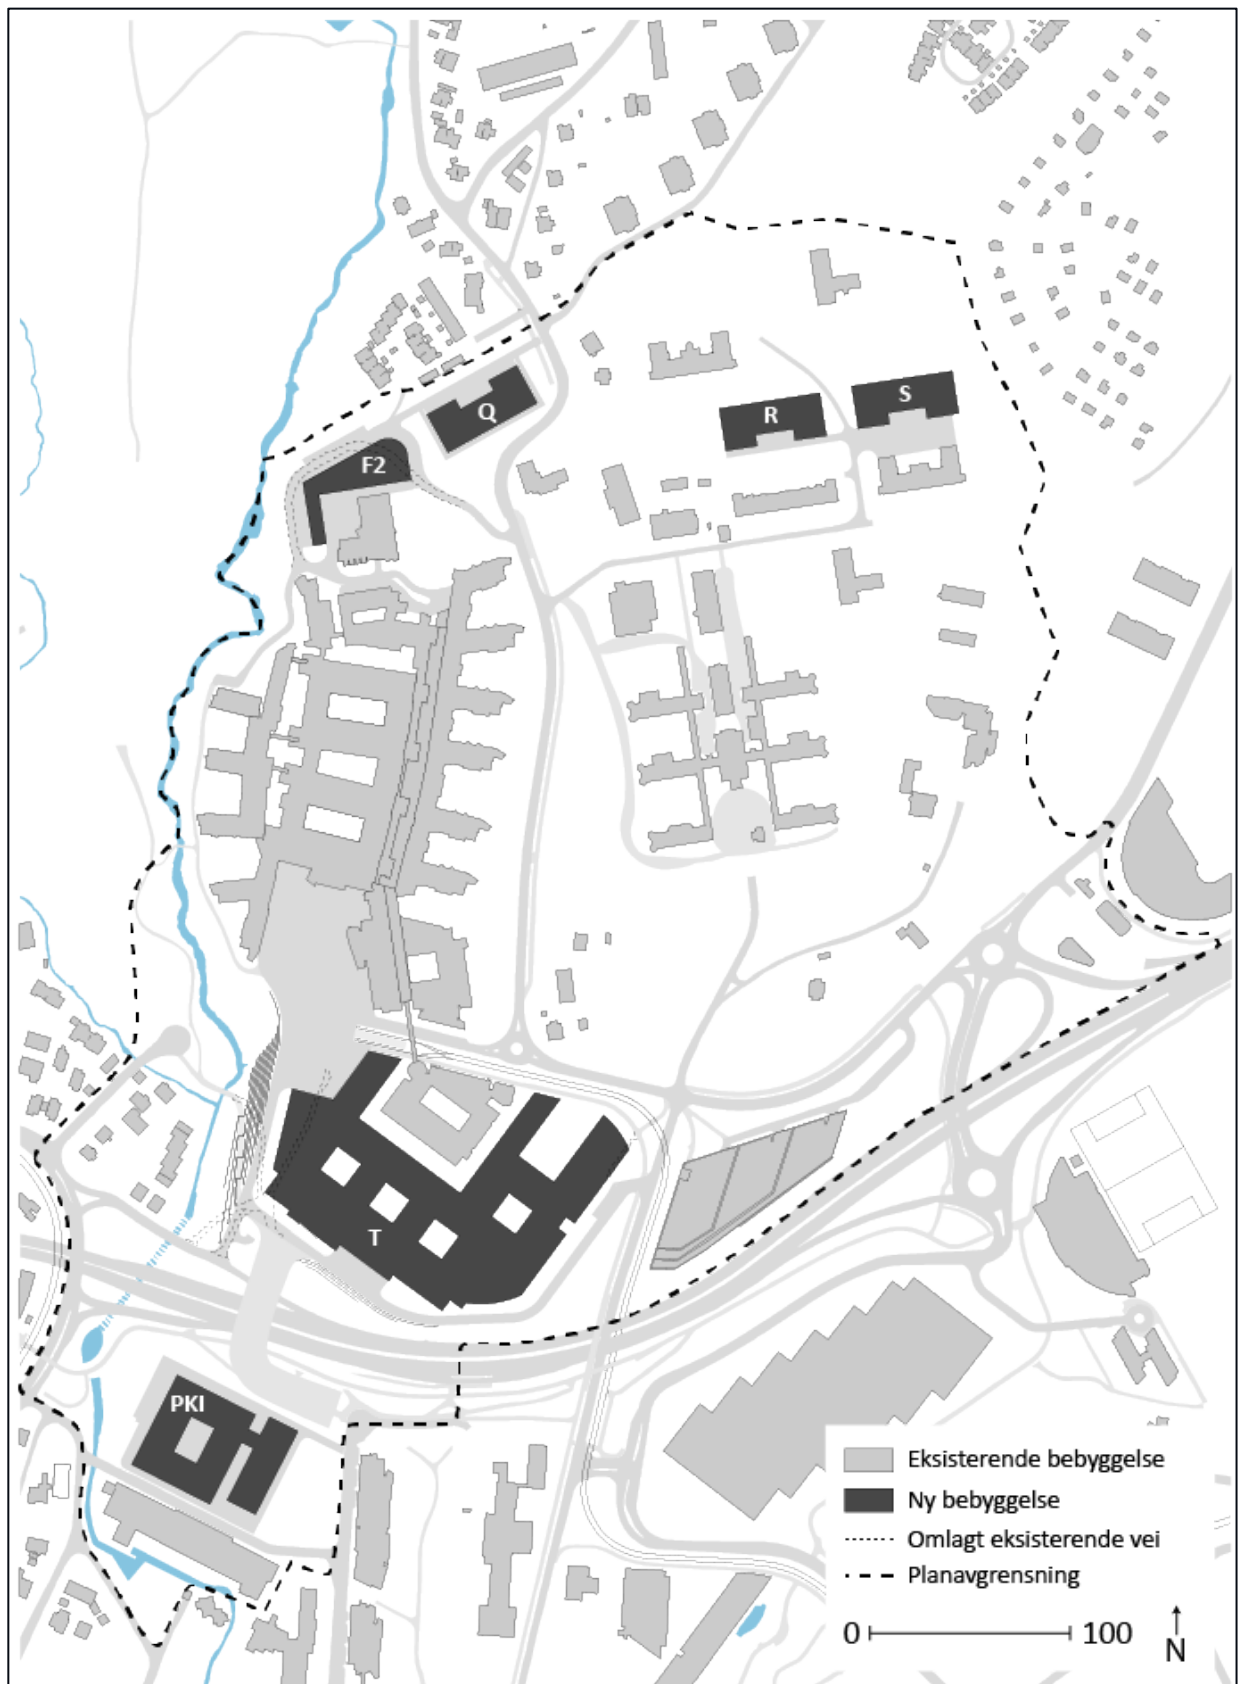 S
R
Q
F2
T
PKI
Eksisterende bebyggelse
Ny bebyggelse
Omlagt eksisterende vei
Planavgrensning
0 100
N